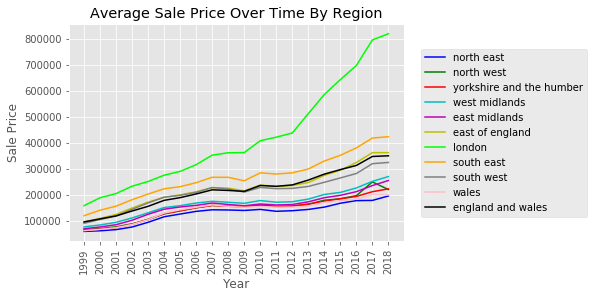 Average Sale Price Over Time By Region
800000
700000
600000
500000
400000
300000
200000
100000
Sale Price
1999
2000
2001
2002
2003
2004
2005
2006
2007
2008
2009
2010
2011
2012
2013
2014
2015
2016
2017
2018
Year
north east
north west
yorkshire and the humber
west midlands
east midlands
east of england
london
south east
south west
wales
england and wales